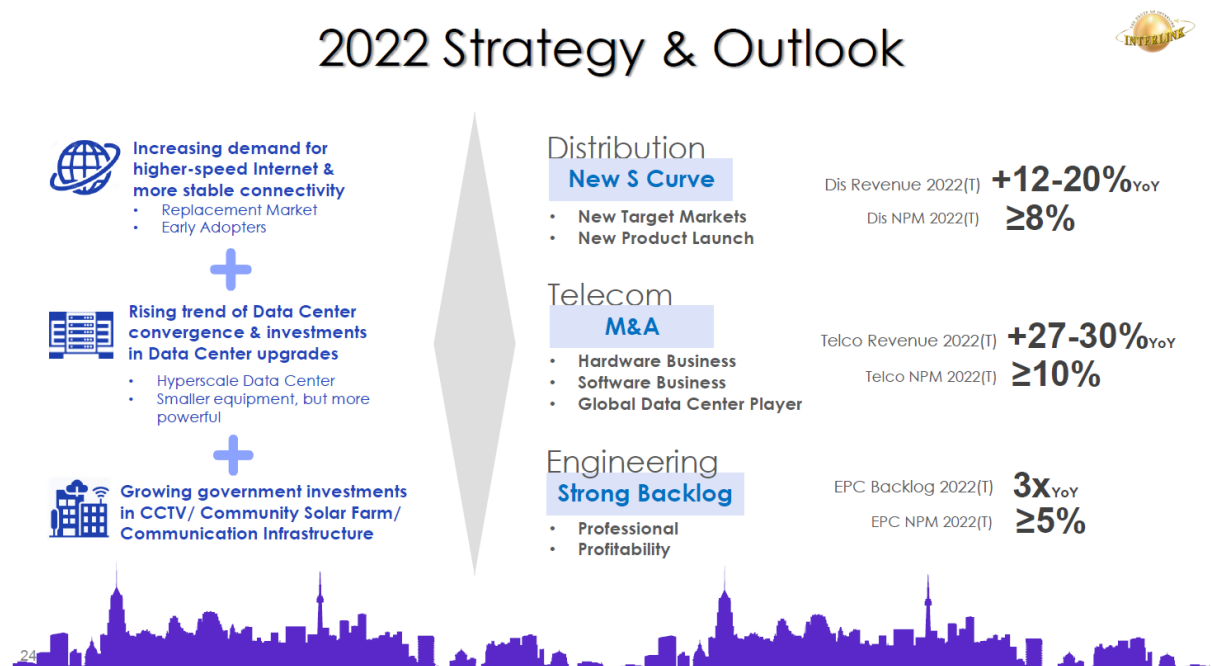 2022 Strategy & Outlook
INTERLINK
Increasing demand for
higher-speed Internet &
more stable connectivity
• Replacement Market
• Early Adopters
Rising trend of Data Center
convergence & investments
in Data Center upgrades
• Hyperscale Data Center
• Smaller equipment, but more
powerful
Growing government investments
in CCTV/ Community Solar Farm/
Communication Infrastructure
Distribution
New S Curve
• New Target Markets
• New Product Launch
Dis Revenue 2022(T) +12-20%YoY
Dis NPM 2022(T) ≥8%
Telecom
M&A
• Hardware Business
• Software Business
• Global Data Center Player
Telco Revenue 2022(T) +27-30%YoY
Telco NPM 2022(T) ≥10%
Engineering
Strong Backlog
• Professional
• Profitability
EPC Backlog 2022(T) 3xYoY
EPC NPM 2022(T) ≥5%
24